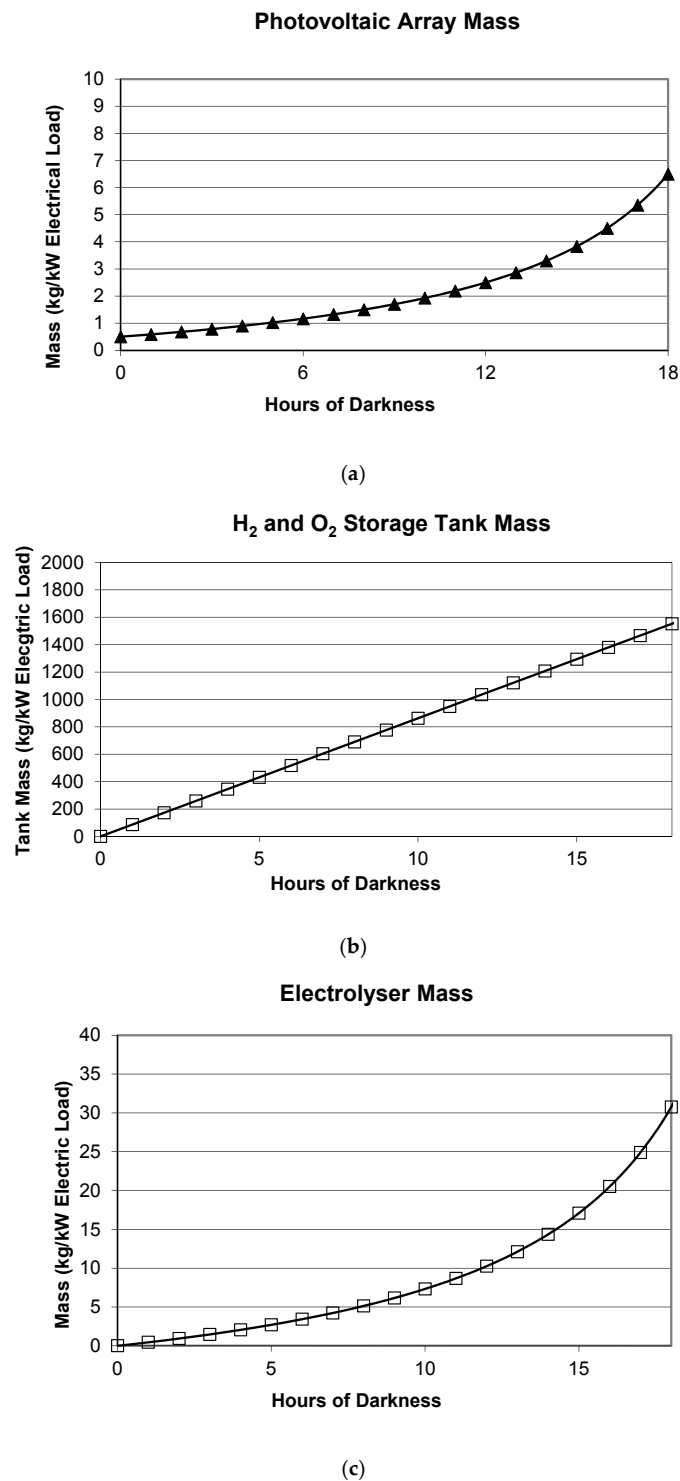 Photovoltaic Array Mass
Mass (kg/kW Electrical Load)
10
9
8
7
6
5
4
3
2
1
0
0 6 12 18
Hours of Darkness
(a)
H₂ and O₂ Storage Tank Mass
Tank Mass (kg/kW Elecgtric Load)
2000
1800
1600
1400
1200
1000
800
600
400
200
0
0 5 10 15
Hours of Darkness
(b)
Electrolyser Mass
Mass (kg/kW Electric Load)
40
35
30
25
20
15
10
5
0
0 5 10 15
Hours of Darkness
(c)